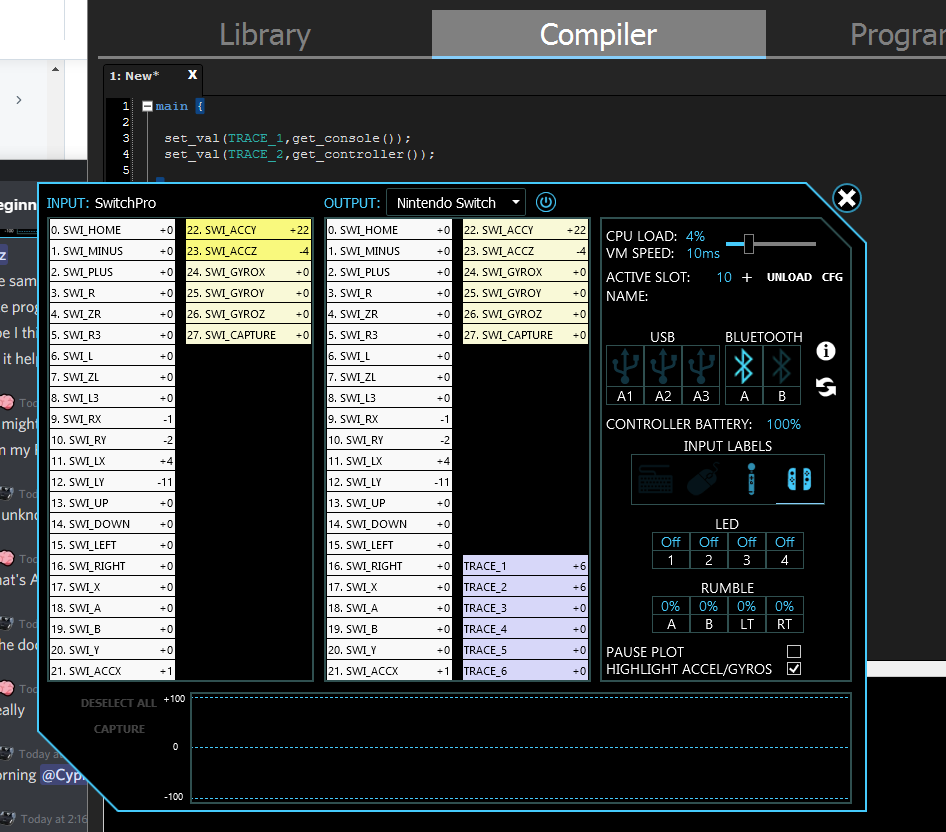 Library
Compiler
Program
1: New* X
1 main {
2
3 set_val(TRACE_1,get_console());
4 set_val(TRACE_2,get_controller());
5
INPUT: SwitchPro
OUTPUT: Nintendo Switch
0. SWI_HOME +0
1. SWI_MINUS +0
2. SWI_PLUS +0
3. SWI_R +0
4. SWI_ZR +0
5. SWI_R3 +0
6. SWI_L +0
7. SWI_ZL +0
8. SWI_L3 +0
9. SWI_RX -1
10. SWI_RY -2
11. SWI_LX +4
12. SWI_LY -11
13. SWI_UP +0
14. SWI_DOWN +0
15. SWI_LEFT +0
16. SWI_RIGHT +0
17. SWI_X +0
18. SWI_A +0
19. SWI_B +0
20. SWI_Y +0
21. SWI_ACCX +1
22. SWI_ACCY +22
23. SWI_ACCZ -4
24. SWI_GYROX +0
25. SWI_GYROY +0
26. SWI_GYROZ +0
27. SWI_CAPTURE +0
0. SWI_HOME +0
1. SWI_MINUS +0
2. SWI_PLUS +0
3. SWI_R +0
4. SWI_ZR +0
5. SWI_R3 +0
6. SWI_L +0
7. SWI_ZL +0
8. SWI_L3 +0
9. SWI_RX -1
10. SWI_RY -2
11. SWI_LX +4
12. SWI_LY -11
13. SWI_UP +0
14. SWI_DOWN +0
15. SWI_LEFT +0
16. SWI_RIGHT +0
17. SWI_X +0
18. SWI_A +0
19. SWI_B +0
20. SWI_Y +0
21. SWI_ACCX +1
22. SWI_ACCY +22
23. SWI_ACCZ -4
24. SWI_GYROX +0
25. SWI_GYROY +0
26. SWI_GYROZ +0
27. SWI_CAPTURE +0
TRACE_1 +6
TRACE_2 +6
TRACE_3 +0
TRACE_4 +0
TRACE_5 +0
TRACE_6 +0
CPU LOAD: 4%
VM SPEED: 10ms
ACTIVE SLOT: 10 + UNLOAD CFG
NAME:
USB BLUETOOTH
A1 A2 A3 A B
CONTROLLER BATTERY: 100%
INPUT LABELS
LED
Off Off Off Off
1 2 3 4
RUMBLE
0% 0% 0% 0%
A B LT RT
PAUSE PLOT
HIGHLIGHT ACCEL/GYROS
DESELECT ALL
CAPTURE
+100
0
-100
eginn
z
e sam
e prog
e I thi
it help
Tod
might
n my
Tod
unkno
Tod
at's A
Tod
he do
Tod
eally
Today a
rning @Cyp
Today at 2:16